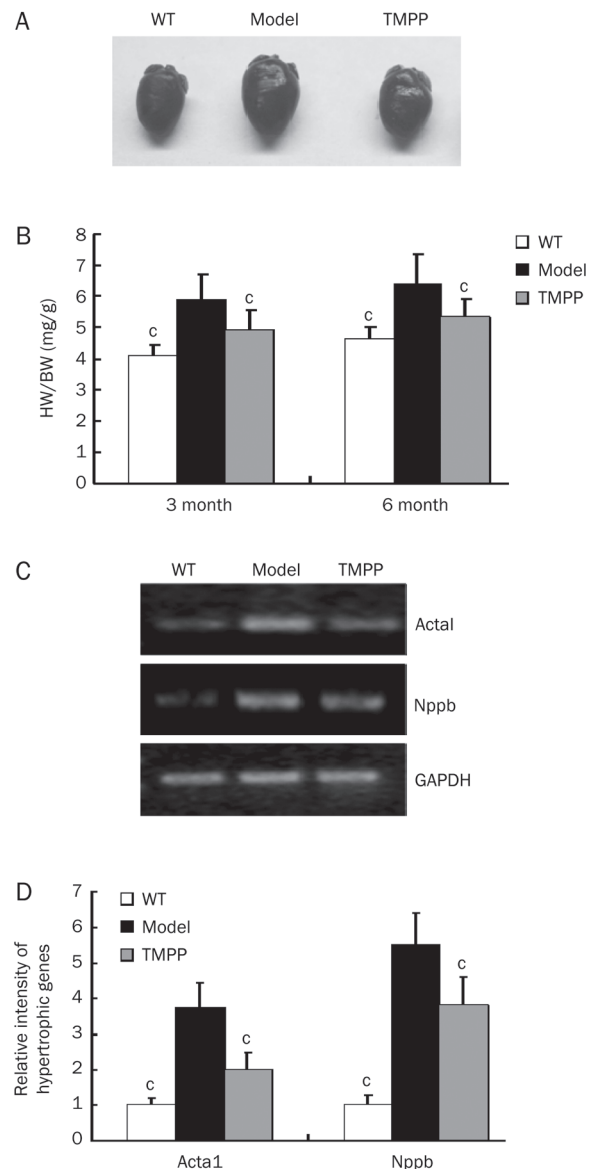 A
WT Model TMPP
B
8
7
6
5
4
3
2
1
0
HW/BW (mg/g)
c c c c
WT
Model
TMPP
3 month 6 month
C
WT Model TMPP
Actal
Nppb
GAPDH
D
7
6
5
4
3
2
1
0
Relative intensity of
hypertrophic genes
WT
Model
TMPP
c c c c
Acta1 Nppb